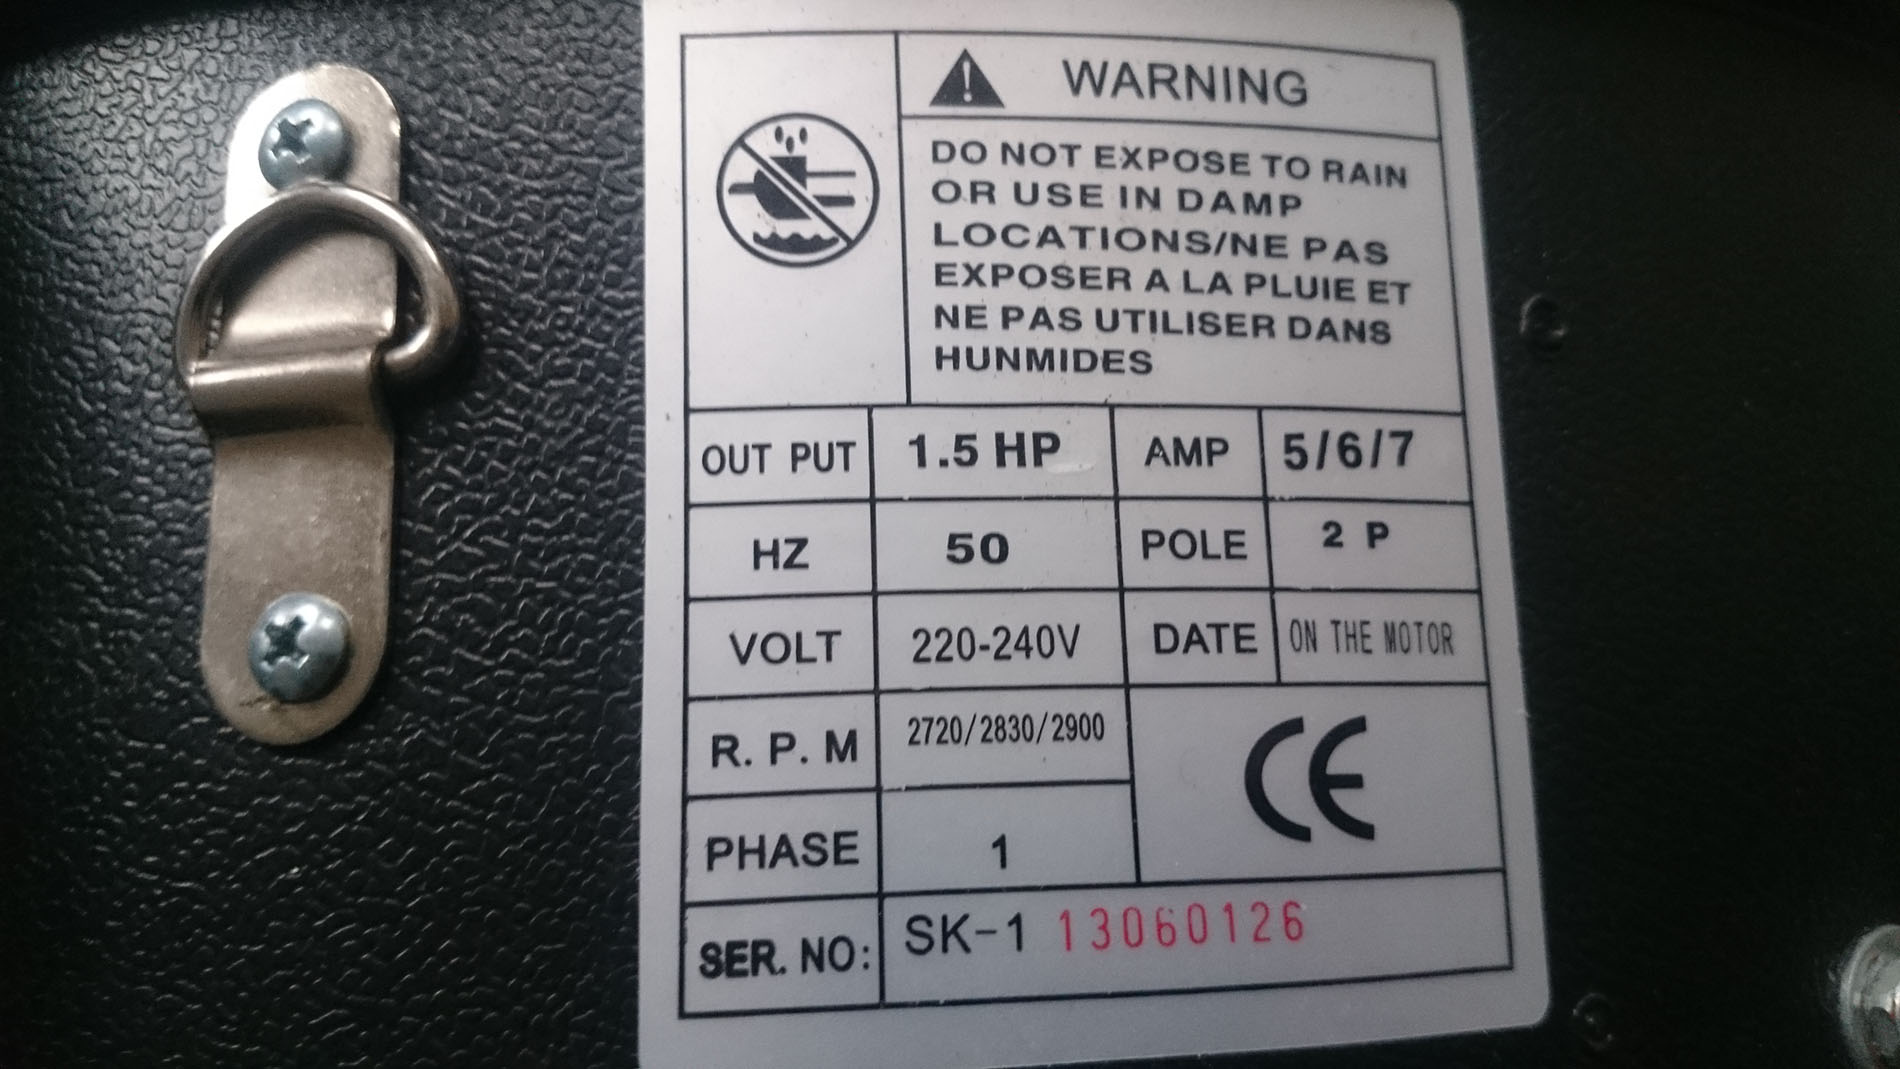 WARNING
DO NOT EXPOSE TO RAIN
OR USE IN DAMP
LOCATIONS/NE PAS
EXPOSER A LA PLUIE ET
NE PAS UTILISER DANS
HUNMIDES
OUT PUT 1.5 HP AMP 5/6/7
HZ 50 POLE 2 P
VOLT 220-240V DATE ON THE MOTOR
R. P. M 2720/2830/2900
CE
PHASE 1
SER. NO: SK-1 13060126